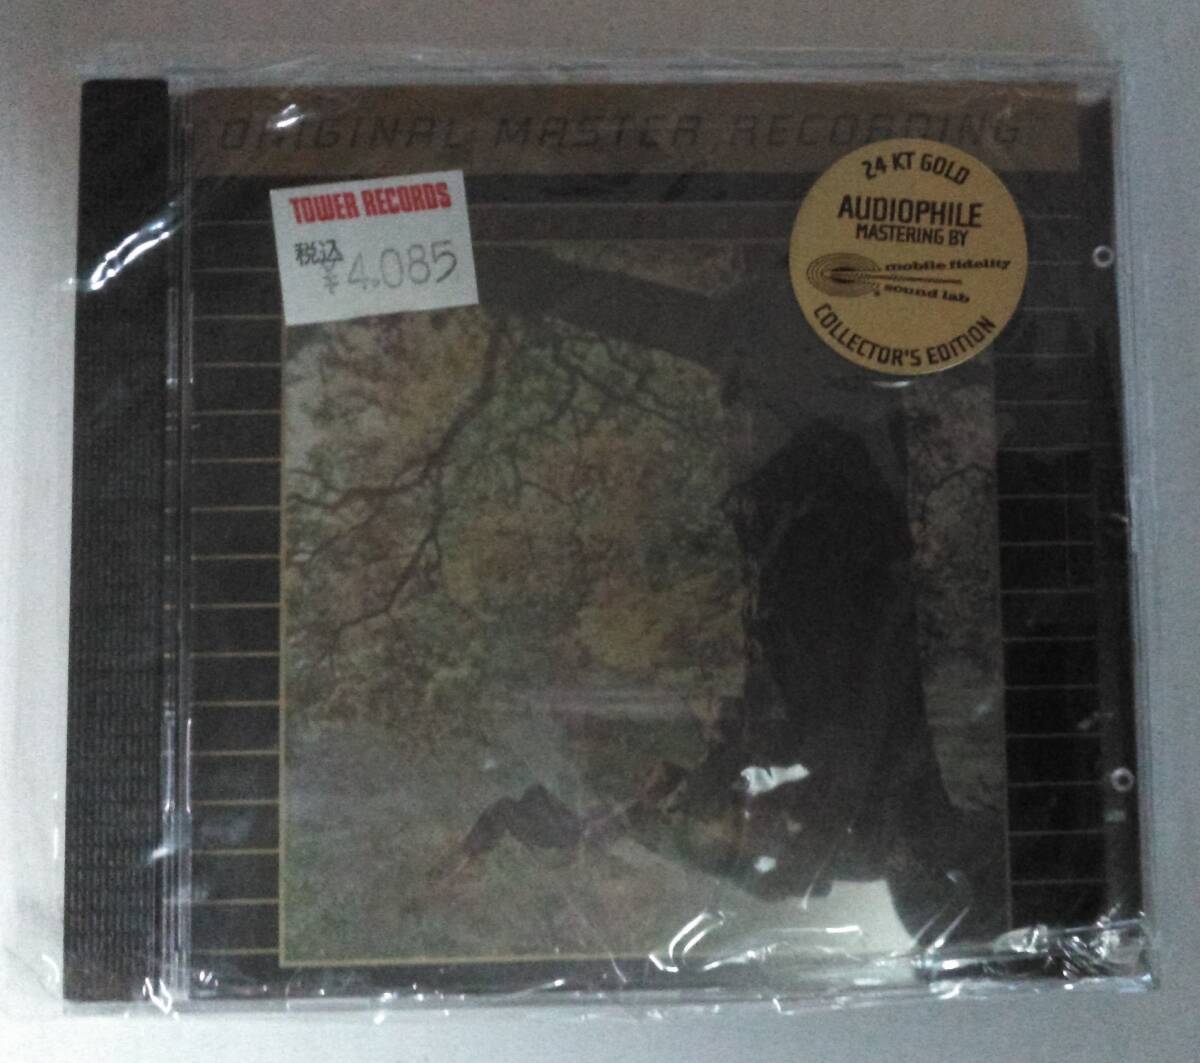 ORIGINAL MASTER RECORDING
TOWER RECORDS
税込
¥4,085
24 KT GOLD
AUDIOPHILE
MASTERING BY
mobile fidelity
sound lab
COLLECTOR'S EDITION